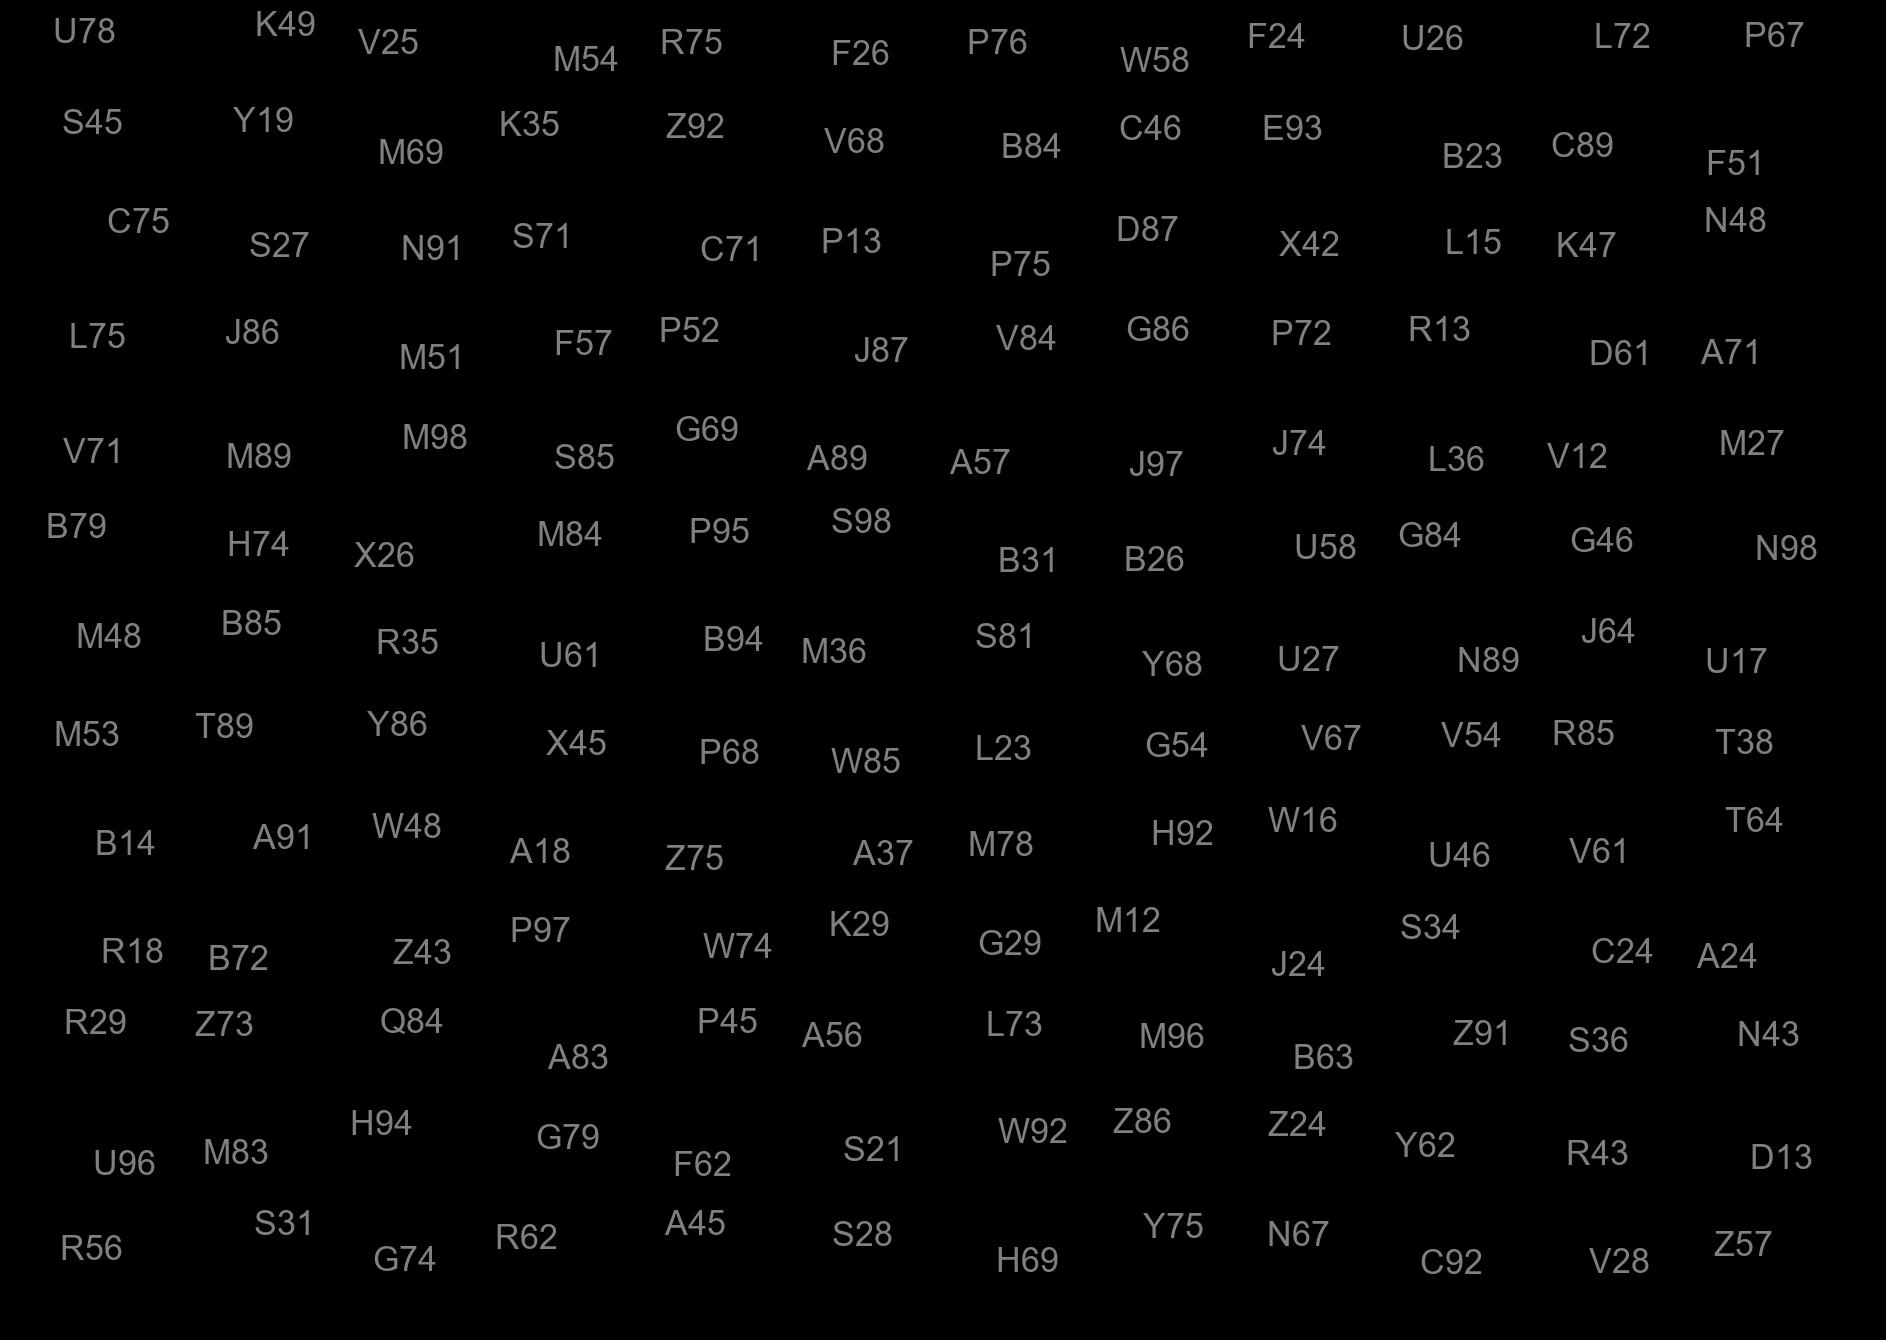 U78 K49 V25 M54 R75 F26 P76 W58 F24 U26 L72 P67
S45 Y19 M69 K35 Z92 V68 B84 C46 E93 B23 C89 F51
C75 S27 N91 S71 C71 P13 P75 D87 X42 L15 K47 N48
L75 J86 M51 F57 P52 J87 V84 G86 P72 R13 D61 A71
V71 M89 M98 S85 G69 A89 A57 J97 J74 L36 V12 M27
B79 H74 X26 M84 P95 S98 B31 B26 U58 G84 G46 N98
M48 B85 R35 U61 B94 M36 S81 Y68 U27 N89 J64 U17
M53 T89 Y86 X45 P68 W85 L23 G54 V67 V54 R85 T38
B14 A91 W48 A18 Z75 A37 M78 H92 W16 U46 V61 T64
R18 B72 Z43 P97 W74 K29 G29 M12 J24 S34 C24 A24
R29 Z73 Q84 A83 P45 A56 L73 M96 B63 Z91 S36 N43
U96 M83 H94 G79 F62 S21 W92 Z86 Z24 Y62 R43 D13
R56 S31 G74 R62 A45 S28 H69 Y75 N67 C92 V28 Z57